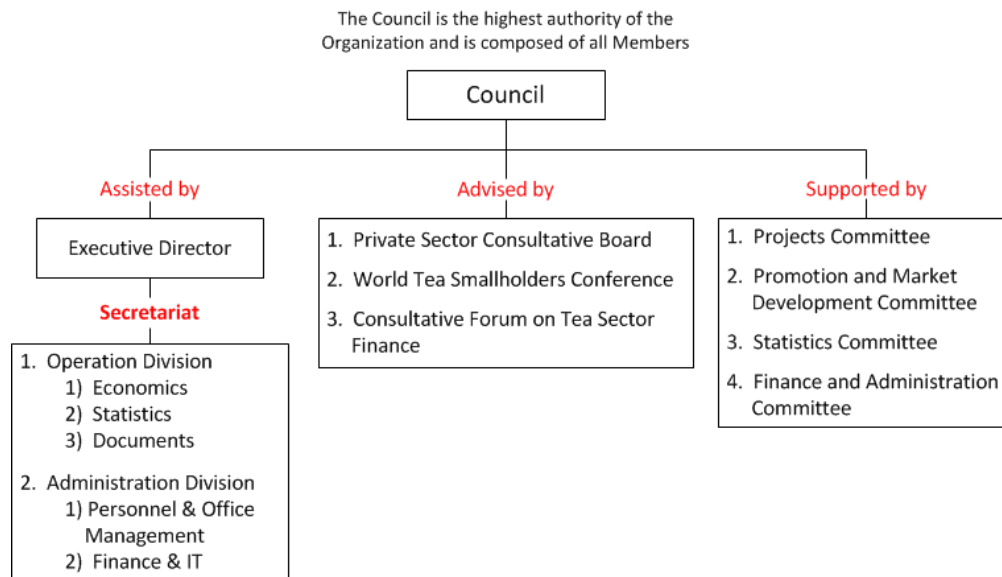 The Council is the highest authority of the
Organization and is composed of all Members
Council
Assisted by
Executive Director
Secretariat
1. Operation Division
1) Economics
2) Statistics
3) Documents
2. Administration Division
1) Personnel & Office
Management
2) Finance & IT
Advised by
1. Private Sector Consultative Board
2. World Tea Smallholders Conference
3. Consultative Forum on Tea Sector
Finance
Supported by
1. Projects Committee
2. Promotion and Market
Development Committee
3. Statistics Committee
4. Finance and Administration
Committee